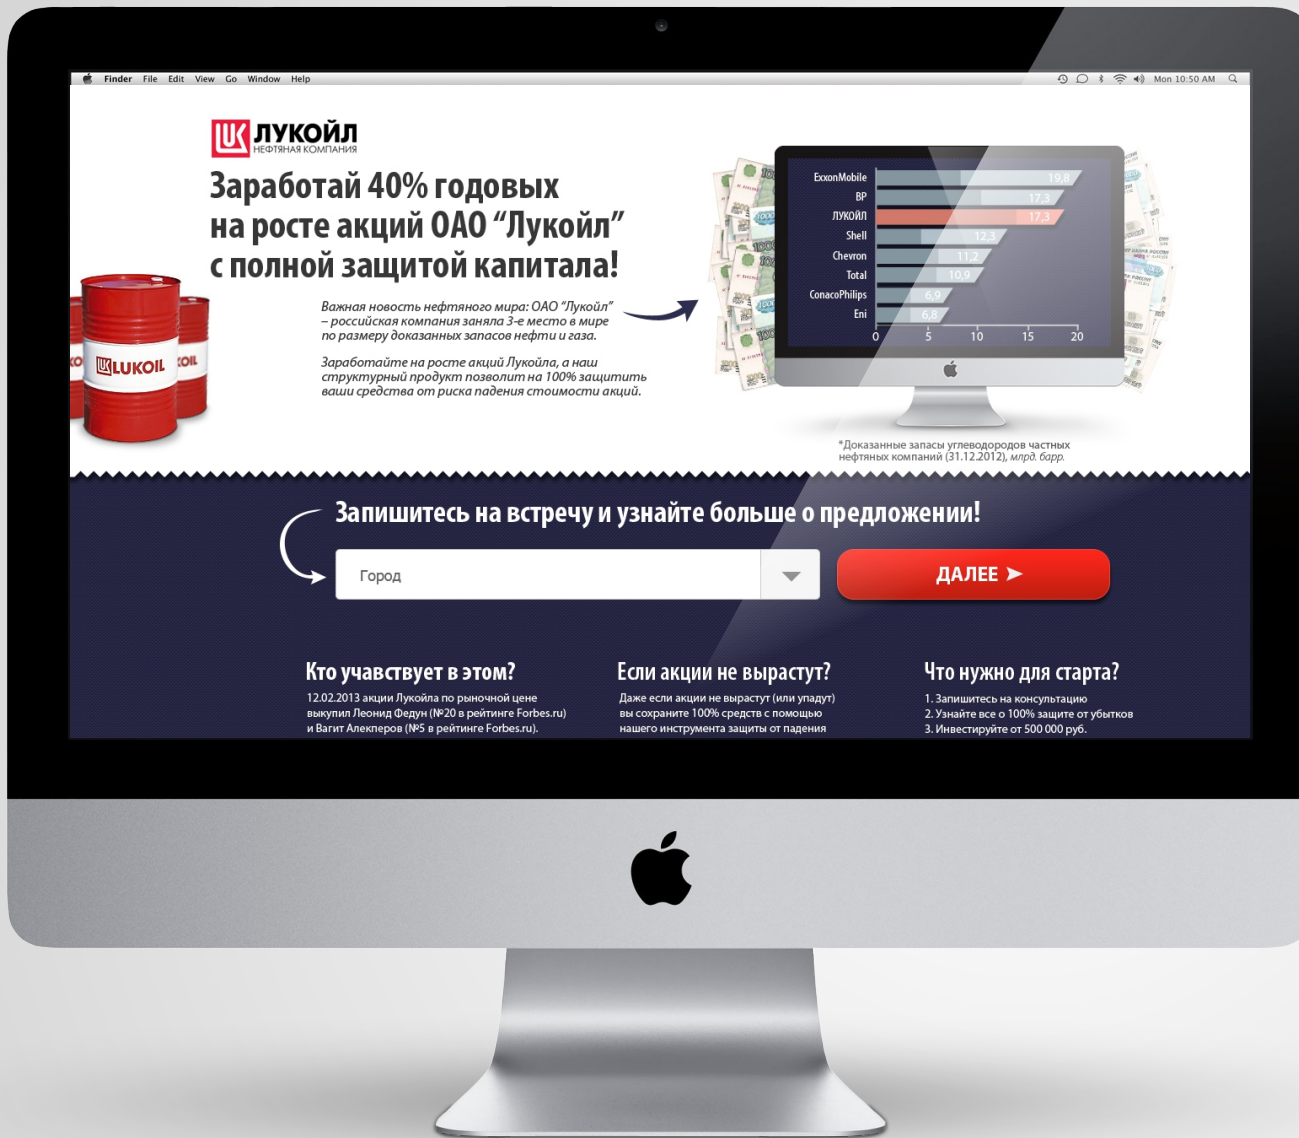 Finder File Edit View Go Window Help
Mon 10:50 AM
ЛУКОЙЛ
НЕФТЯНАЯ КОМПАНИЯ
Заработай 40% годовых
на росте акций ОАО “Лукойл”
с полной защитой капитала!
Важная новость нефтяного мира: ОАО “Лукойл”
– российская компания заняла 3-е место в мире
по размеру доказанных запасов нефти и газа.
Заработайте на росте акций Лукойла, а наш
структурный продукт позволит на 100% защитить
ваши средства от риска падения стоимости акций.
LUKOIL
KO
KOIL
ExxonMobile 19,8
BP 17,3
ЛУКОЙЛ 17,3
Shell 12,3
Chevron 11,2
Total 10,9
ConacoPhilips 6,9
Eni 6,8
0 5 10 15 20
*Доказанные запасы углеводородов частных
нефтяных компаний (31.12.2012), млрд. барр.
Запишитесь на встречу и узнайте больше о предложении!
Город
ДАЛЕЕ ➤
Кто учавствует в этом?
12.02.2013 акции Лукойла по рыночной цене
выкупил Леонид Федун (№20 в рейтинге Forbes.ru)
и Вагит Алекперов (№5 в рейтинге Forbes.ru).
Если акции не вырастут?
Даже если акции не вырастут (или упадут)
вы сохраните 100% средств с помощью
нашего инструмента защиты от падения
Что нужно для старта?
1. Запишитесь на консультацию
2. Узнайте все о 100% защите от убытков
3. Инвестируйте от 500 000 руб.